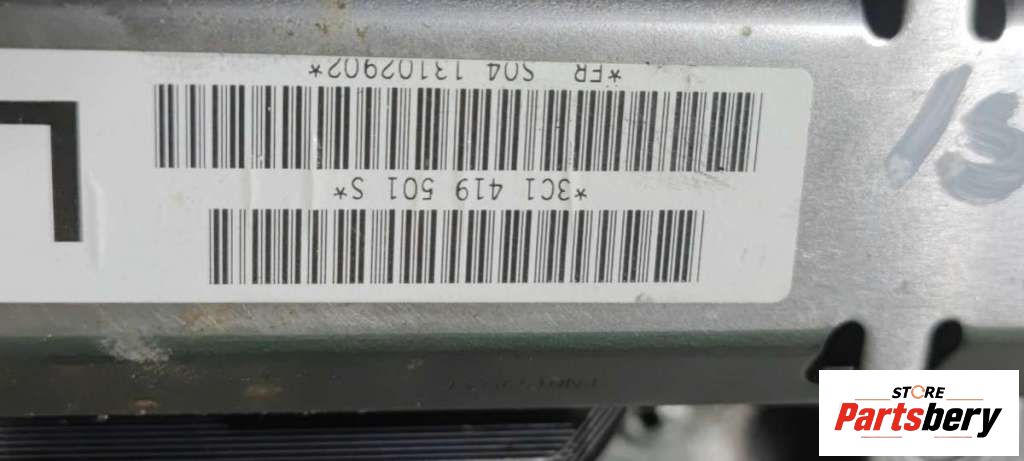 *3C1 419 501 S*
*FR S04 13102902*
L
/S
STORE
Partsbery